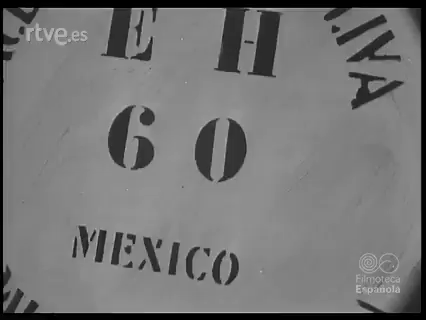 rtve.es
E H
60
MEXICO
Filmoteca
Española